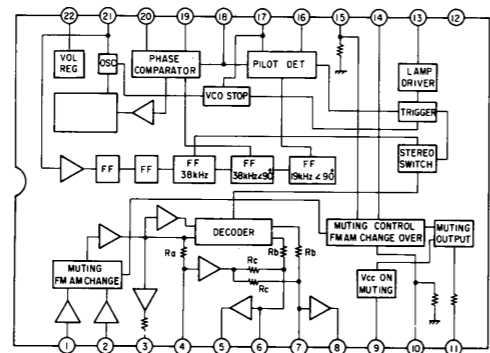 22 21 20 19 18 17 16 15 14 13 12
VOL
REG
OSC
PHASE
COMPARATOR
PILOT DET
LAMP
DRIVER
VCO STOP
TRIGGER
FF
FF
FF
38kHz
FF
38kHz∠90°
FF
19kHz∠90°
STEREO
SWITCH
DECODER
MUTING CONTROL
FM AM CHANGE OVER
MUTING
OUTPUT
Ra
Rb
Rb
MUTING
FM AM CHANGE
Rc
Rc
Vcc ON
MUTING
1 2 3 4 5 6 7 8 9 10 11